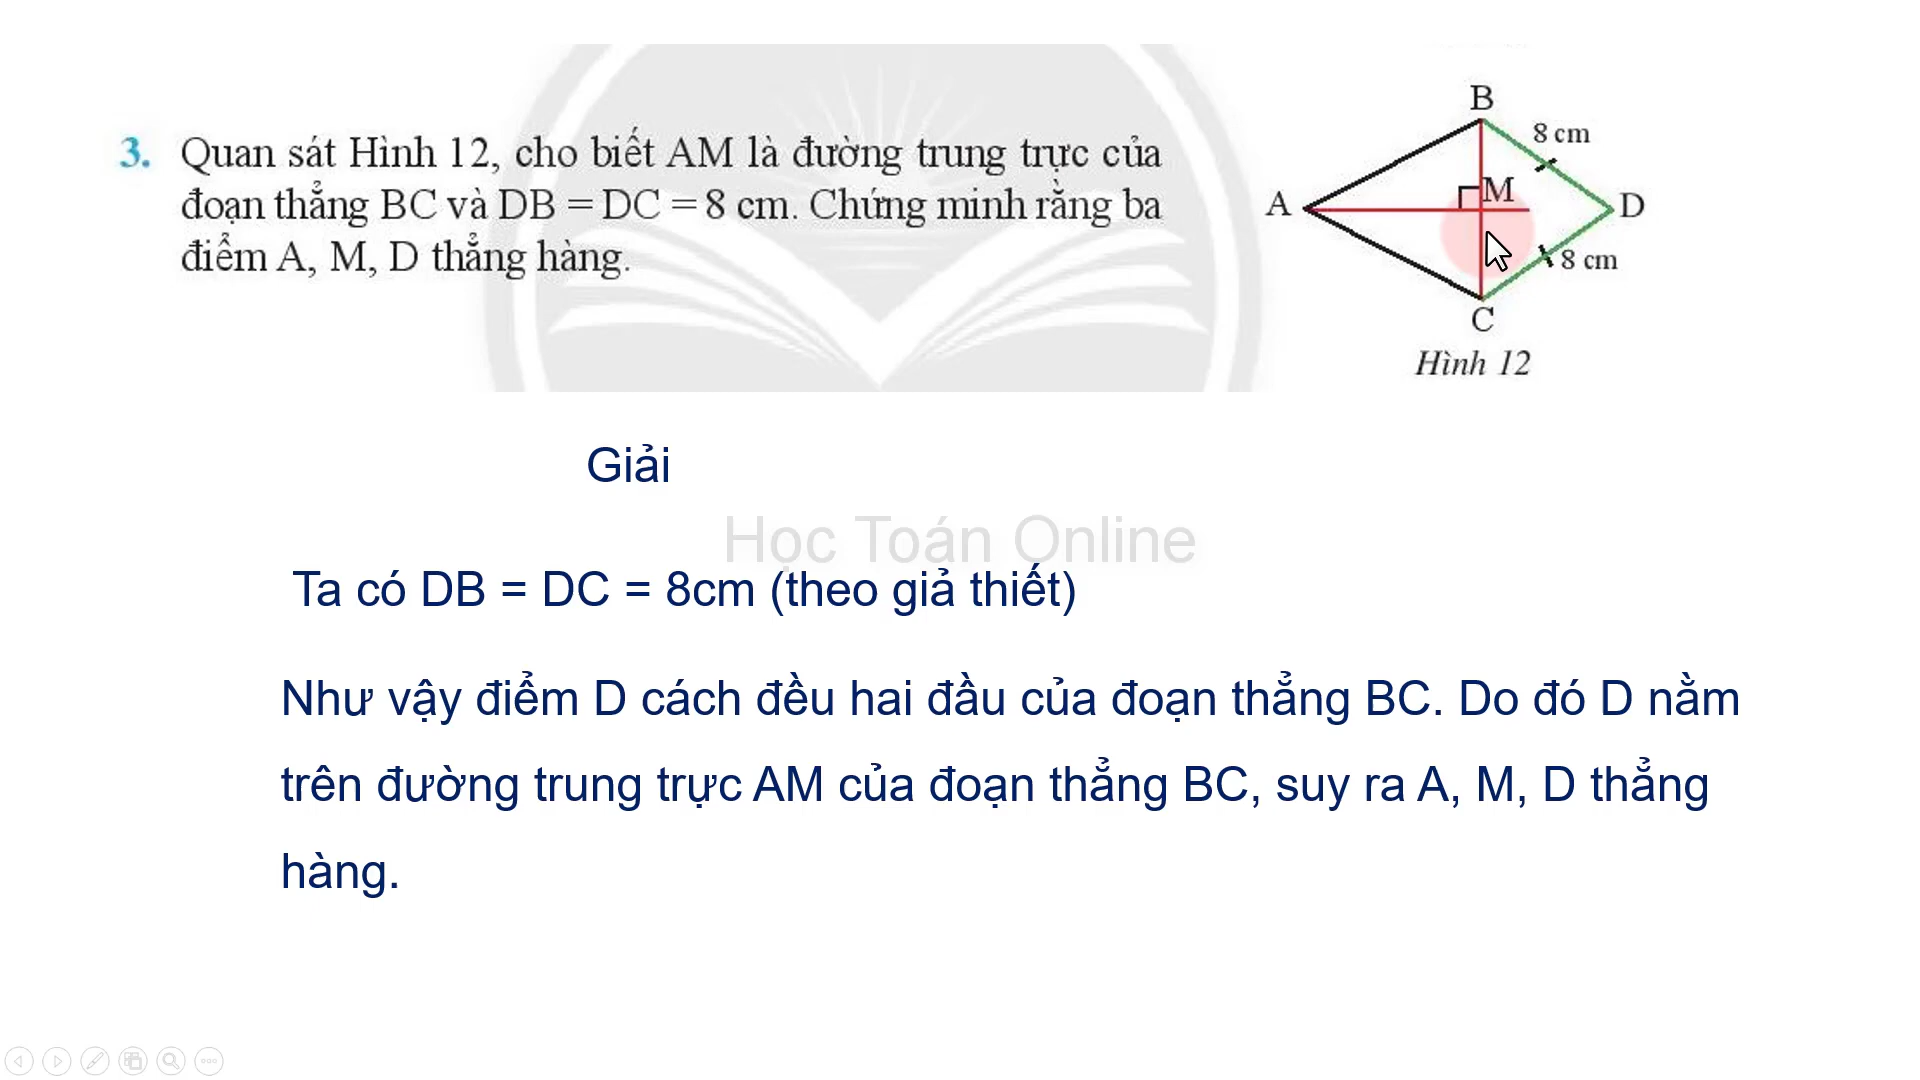 3. Quan sát Hình 12, cho biết AM là đường trung trực của
đoạn thẳng BC và DB = DC = 8 cm. Chứng minh rằng ba
điểm A, M, D thẳng hàng.
B
8 cm
M
A
D
8 cm
C
Hình 12
Giải
Học Toán Online
Ta có DB = DC = 8cm (theo giả thiết)
Như vậy điểm D cách đều hai đầu của đoạn thẳng BC. Do đó D nằm
trên đường trung trực AM của đoạn thẳng BC, suy ra A, M, D thẳng
hàng.